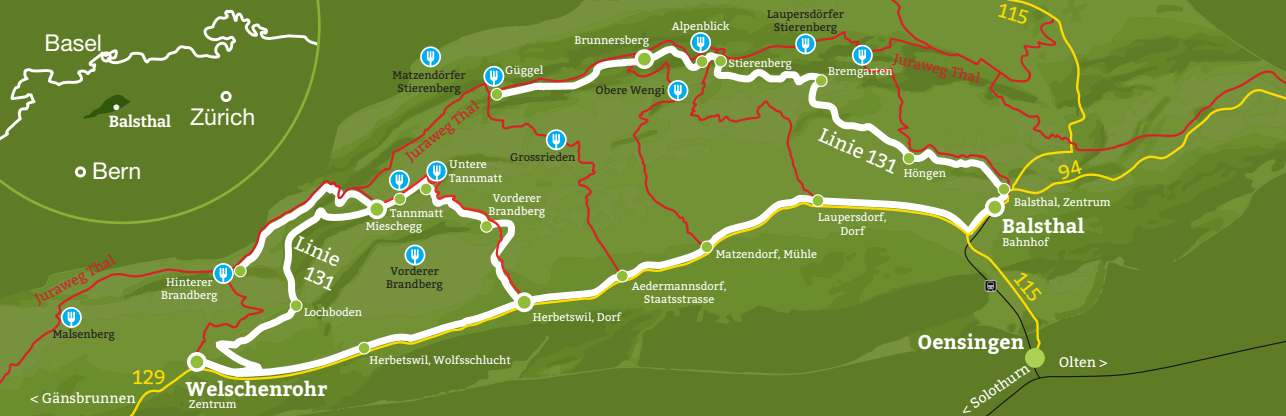 Basel
Zürich
Balsthal
Bern
115
Laupersdörfer
Stierenberg
Alpenblick
Brunnersberg
Stierenberg
Bremgarten
Juraweg Thal
Matzendörfer
Stierenberg
Güggel
Obere Wengi
Juraweg Thal
Grossrieden
Linie 131
Höngen
94
Untere
Tannmatt
Tannmatt
Mieschegg
Vorderer
Brandberg
Balsthal, Zentrum
Balsthal
Bahnhof
Laupersdorf,
Dorf
Linie
131
Vorderer
Brandberg
Matzendorf, Mühle
Juraweg Thal
Hinterer
Brandberg
Aedermannsdorf,
Staatsstrasse
115
Lochboden
Herbetswil, Dorf
Malsenberg
Oensingen
Herbetswil, Wolfsschlucht
Olten >
129
Welschenrohr
Zentrum
< Gänsbrunnen
< Solothurn